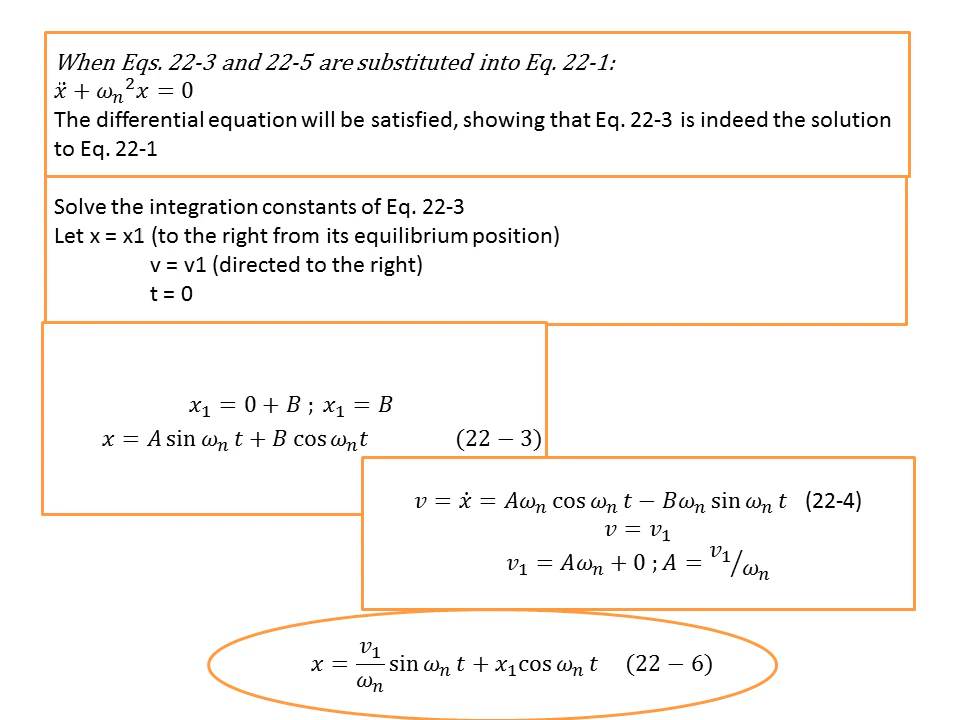 When Eqs. 22-3 and 22-5 are substituted into Eq. 22-1:
ẍ + ωₙ²x = 0
The differential equation will be satisfied, showing that Eq. 22-3 is indeed the solution
to Eq. 22-1
Solve the integration constants of Eq. 22-3
Let x = x1 (to the right from its equilibrium position)
v = v1 (directed to the right)
t = 0
x₁ = 0 + B ; x₁ = B
x = A sin ωₙ t + B cos ωₙt (22 − 3)
v = ẋ = Aωₙ cos ωₙ t − Bωₙ sin ωₙ t (22-4)
v = v₁
v₁ = Aωₙ + 0 ; A = v₁/ωₙ
x = v₁/ωₙ sin ωₙ t + x₁cos ωₙ t (22 − 6)